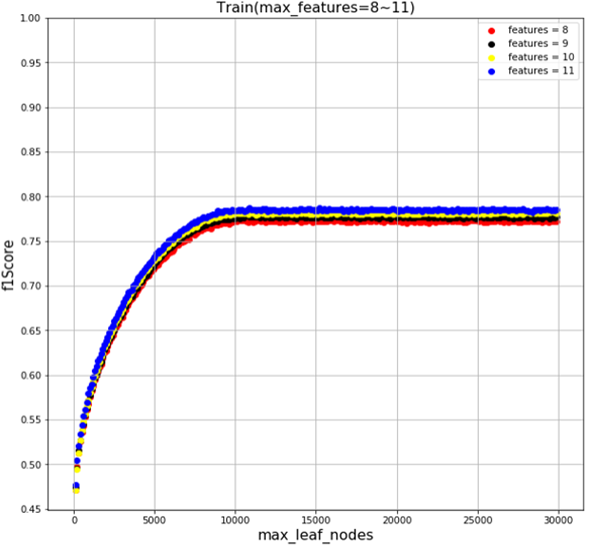 Train(max_features=8~11)
features = 8
features = 9
features = 10
features = 11
f1Score
1.00
0.95
0.90
0.85
0.80
0.75
0.70
0.65
0.60
0.55
0.50
0.45
0 5000 10000 15000 20000 25000 30000
max_leaf_nodes